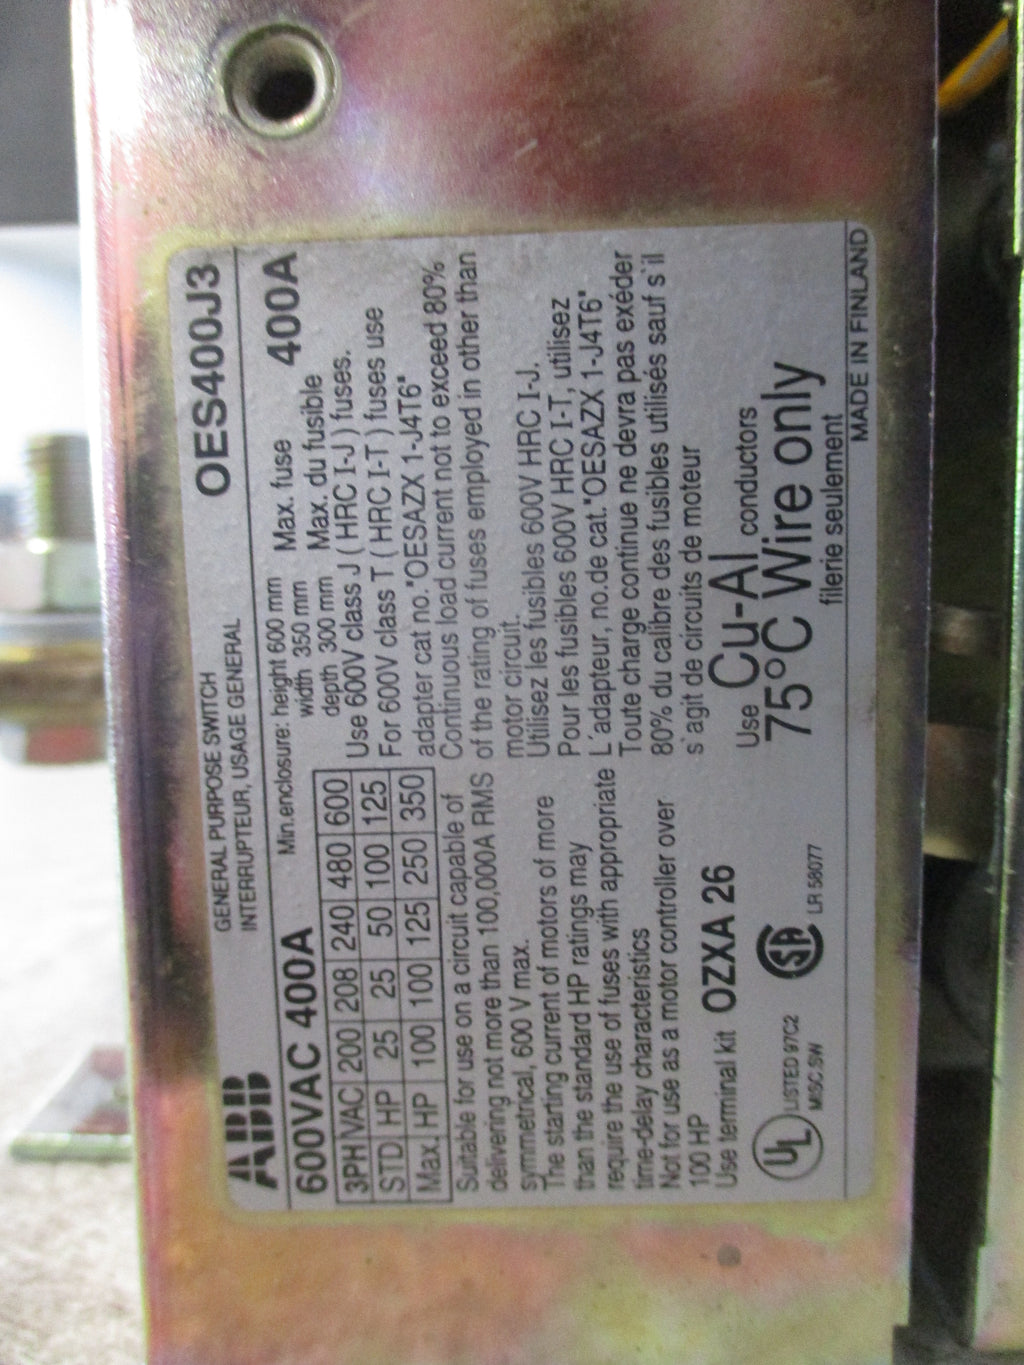 ABB
GENERAL PURPOSE SWITCH
INTERRUPTEUR, USAGE GENERAL
OES400J3
600VAC 400A
Min.enclosure: height 600 mm
width 350 mm
depth 300 mm
Max. fuse
Max. du fusible
400A
3PH VAC 200 208 240 480 600
STD HP 25 25 50 100 125
Max. HP 100 100 125 250 350
Suitable for use on a circuit capable of
delivering not more than 100,000A RMS
symmetrical, 600 V max.
The starting current of motors of more
than the standard HP ratings may
require the use of fuses with appropriate
time-delay characteristics
Not for use as a motor controller over
100 HP
Use terminal kit OZXA 26
UL LISTED 97C2
MISC.SW
SA LR 58077
Use 600V class J ( HRC I-J ) fuses.
For 600V class T ( HRC I-T ) fuses use
adapter cat no."OESAZX 1-J4T6"
Continuous load current not to exceed 80%
of the rating of fuses employed in other than
motor circuit.
Utilisez les fusibles 600V HRC I-J.
Pour les fusibles 600V HRC I-T, utilisez
L`adapteur, no.de cat."OESAZX 1-J4T6"
Toute charge continue ne devra pas exéder
80% du calibre des fusibles utilisés sauf s`il
s`agit de circuits de moteur
Use Cu-Al conductors
75°C Wire only
filerie seulement
MADE IN FINLAND